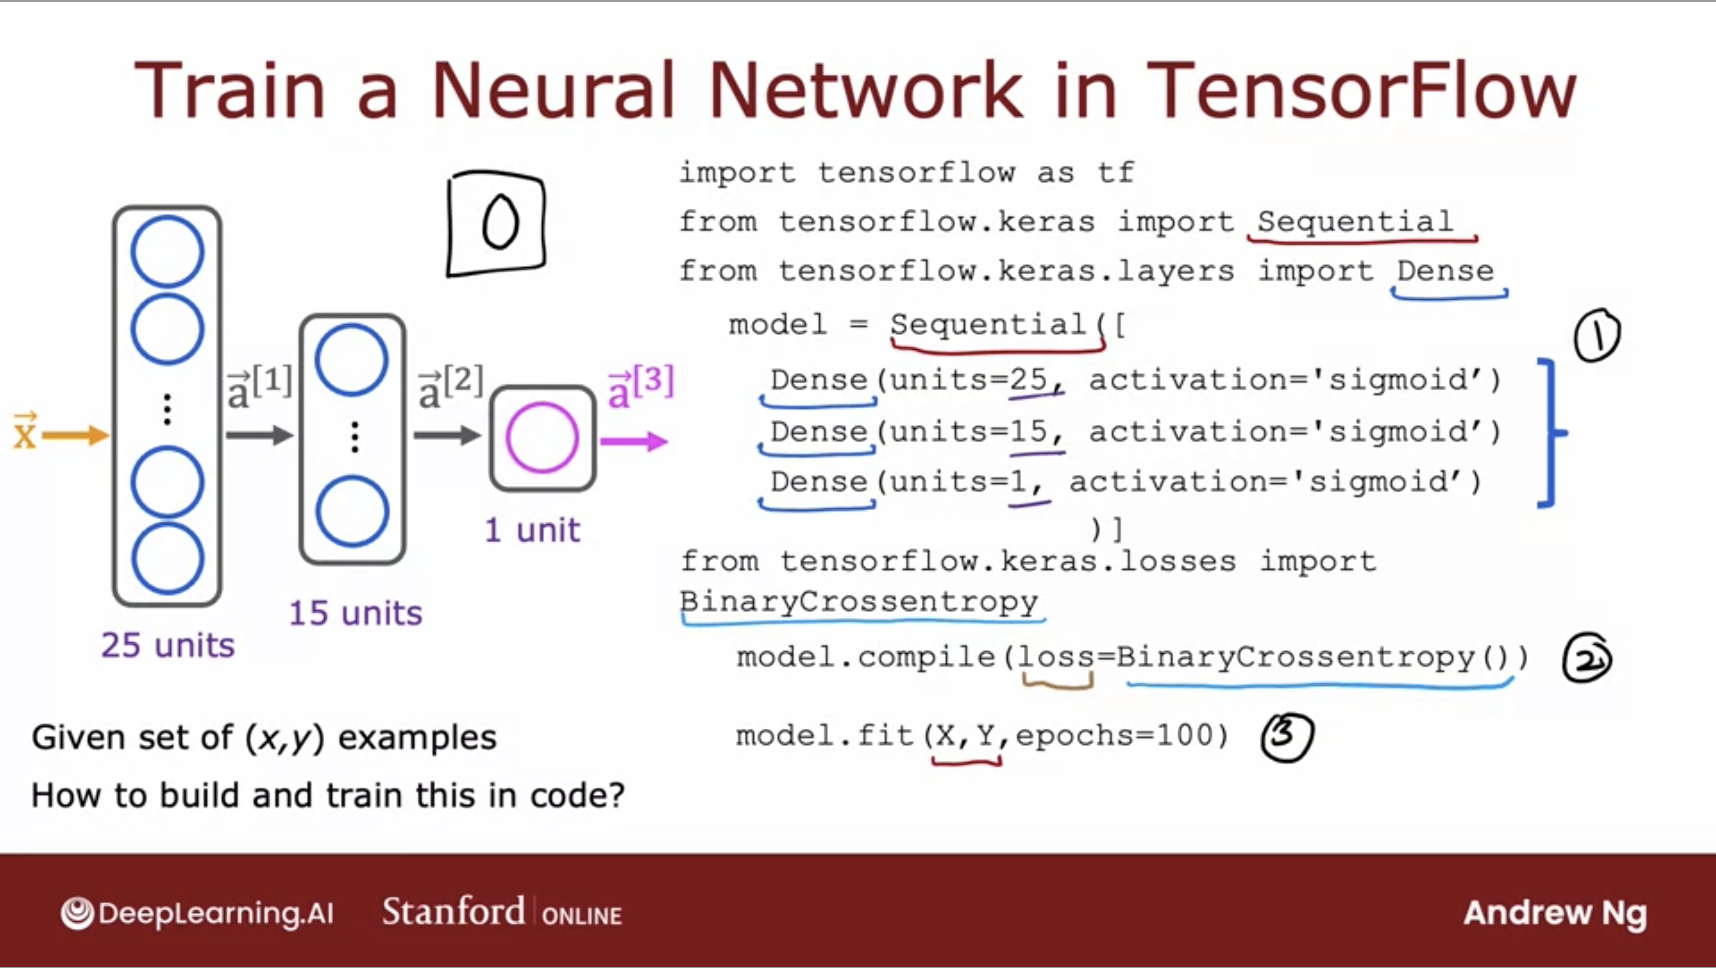 Train a Neural Network in TensorFlow
0
x⃗
a⃗[1]
a⃗[2]
a⃗[3]
25 units
15 units
1 unit
Given set of (x,y) examples
How to build and train this in code?
import tensorflow as tf
from tensorflow.keras import Sequential
from tensorflow.keras.layers import Dense
model = Sequential([
Dense(units=25, activation='sigmoid’)
Dense(units=15, activation='sigmoid’)
Dense(units=1, activation='sigmoid’)
)]
①
from tensorflow.keras.losses import
BinaryCrossentropy
model.compile(loss=BinaryCrossentropy()) ②
model.fit(X,Y,epochs=100) ③
DeepLearning.AI Stanford ONLINE Andrew Ng